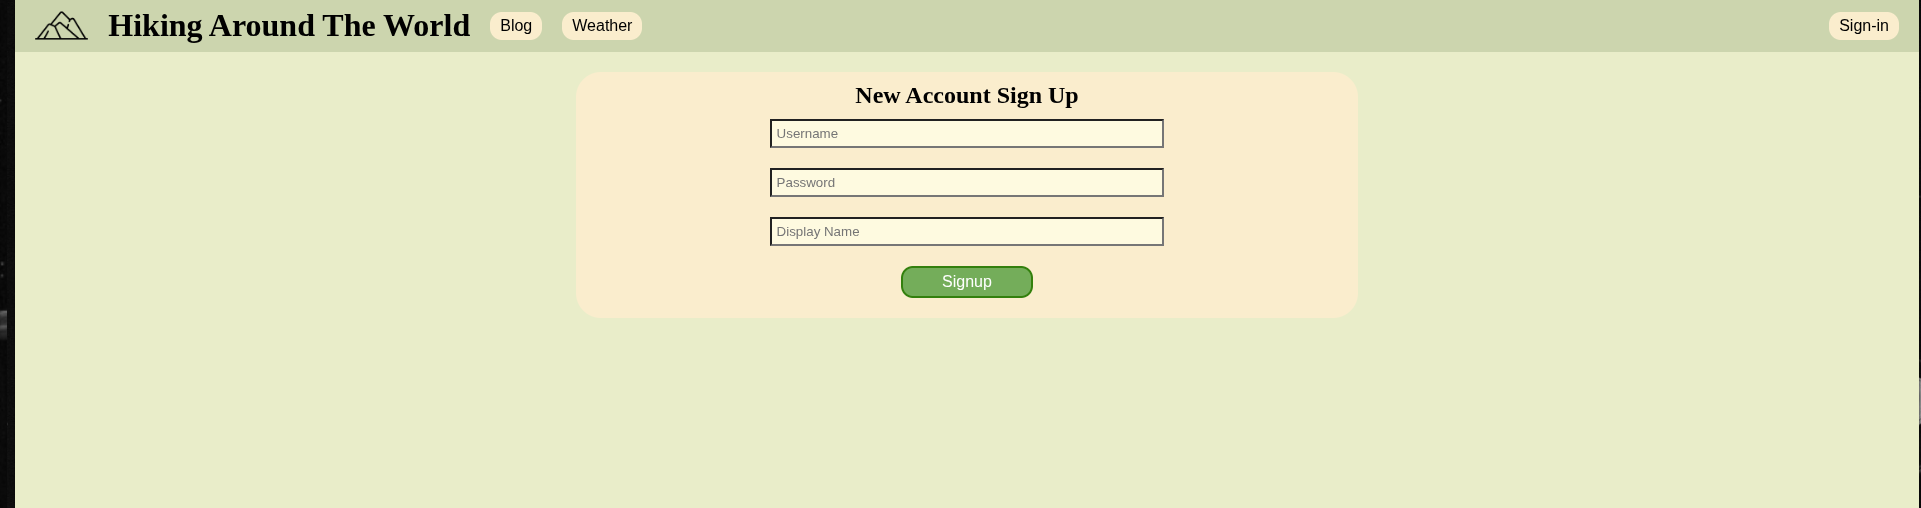 Hiking Around The World Blog Weather Sign-in
New Account Sign Up
Username
Password
Display Name
Signup